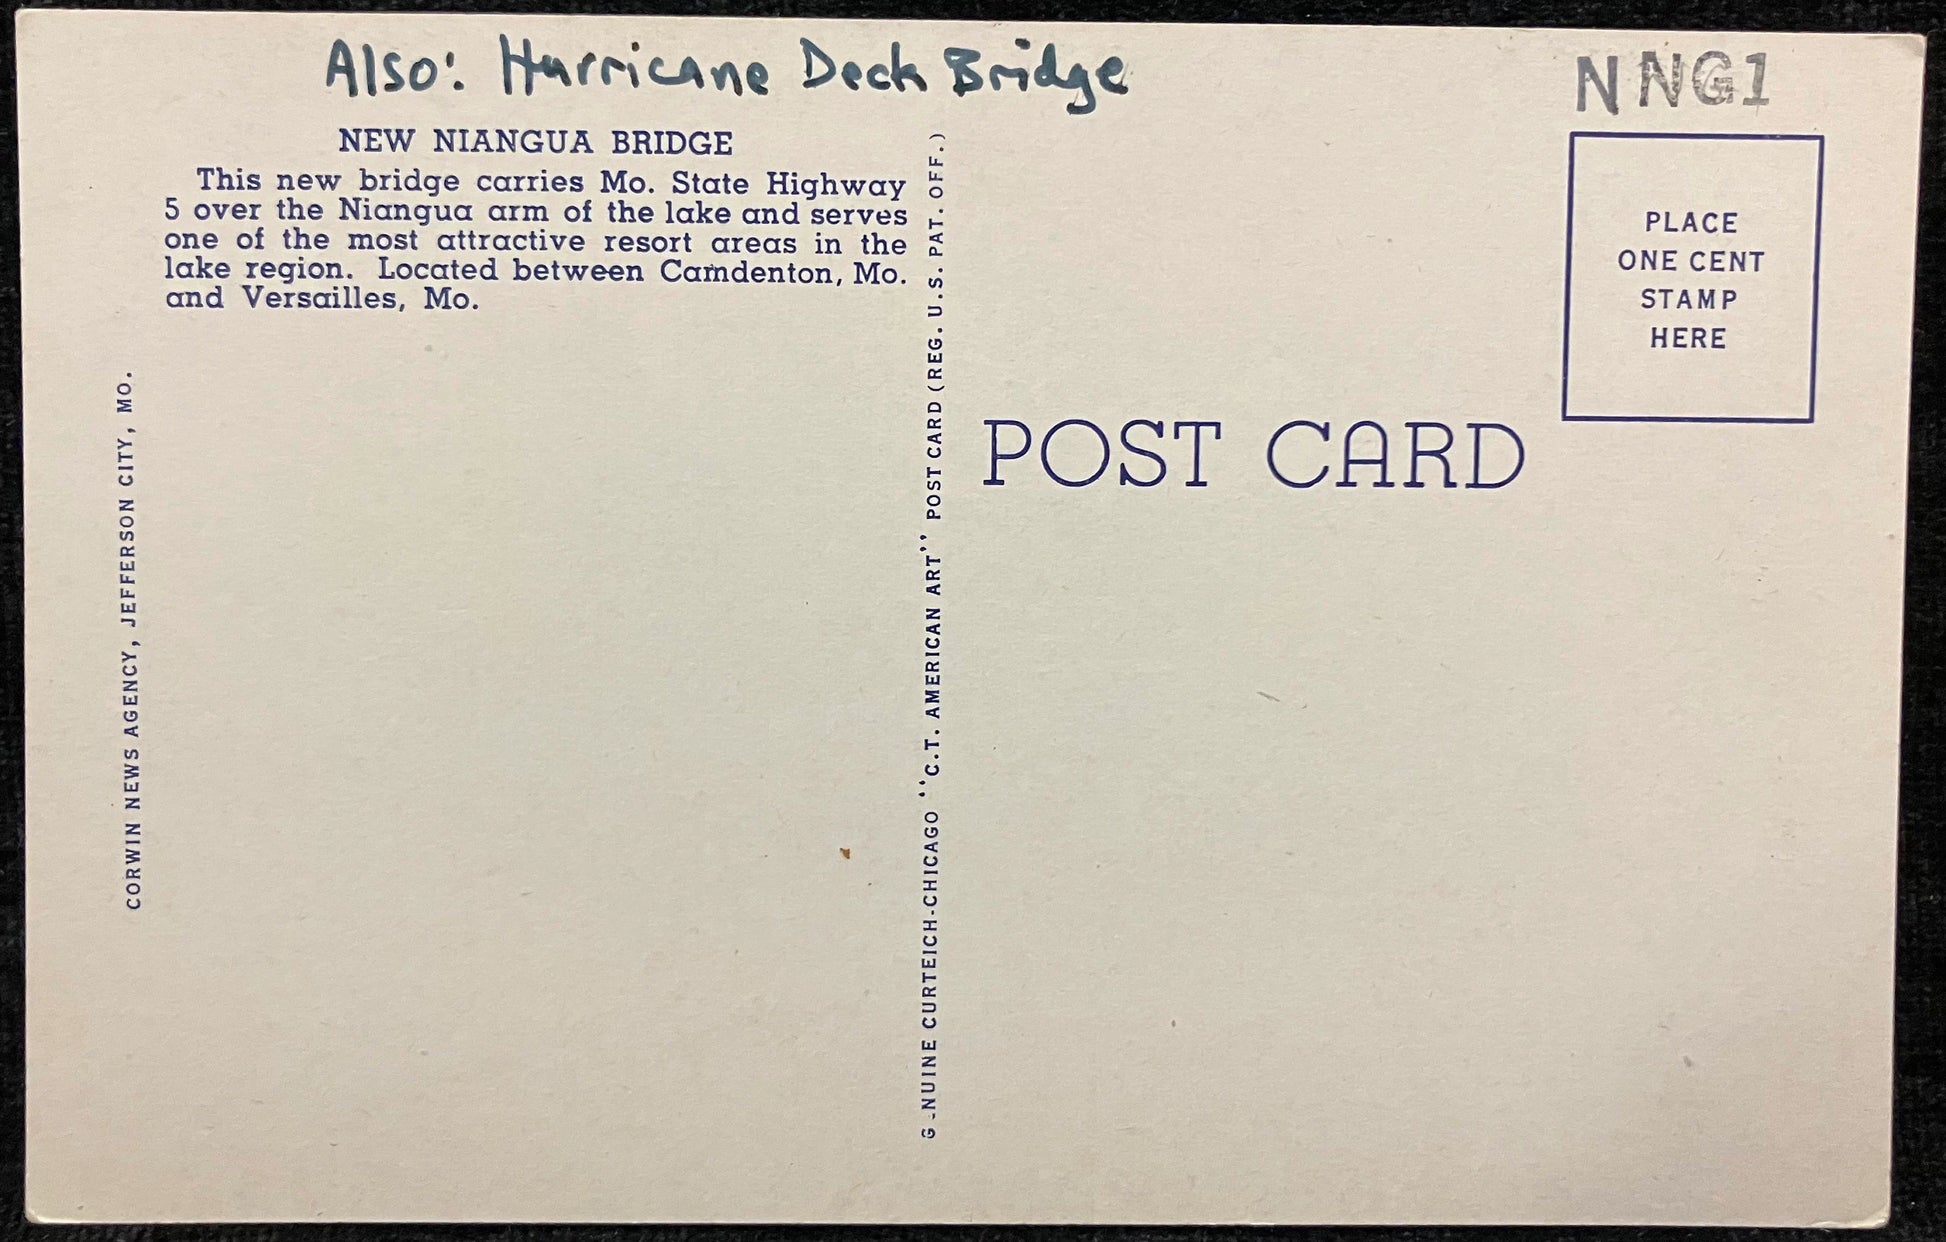 Also: Hurricane Deck Bridge
NNG1
NEW NIANGUA BRIDGE
This new bridge carries Mo. State Highway
5 over the Niangua arm of the lake and serves
one of the most attractive resort areas in the
lake region. Located between Camdenton, Mo.
and Versailles, Mo.
CORWIN NEWS AGENCY, JEFFERSON CITY, MO.
GENUINE CURTEICH-CHICAGO "C.T. AMERICAN ART" POST CARD (REG. U.S. PAT. OFF.)
POST CARD
PLACE
ONE CENT
STAMP
HERE